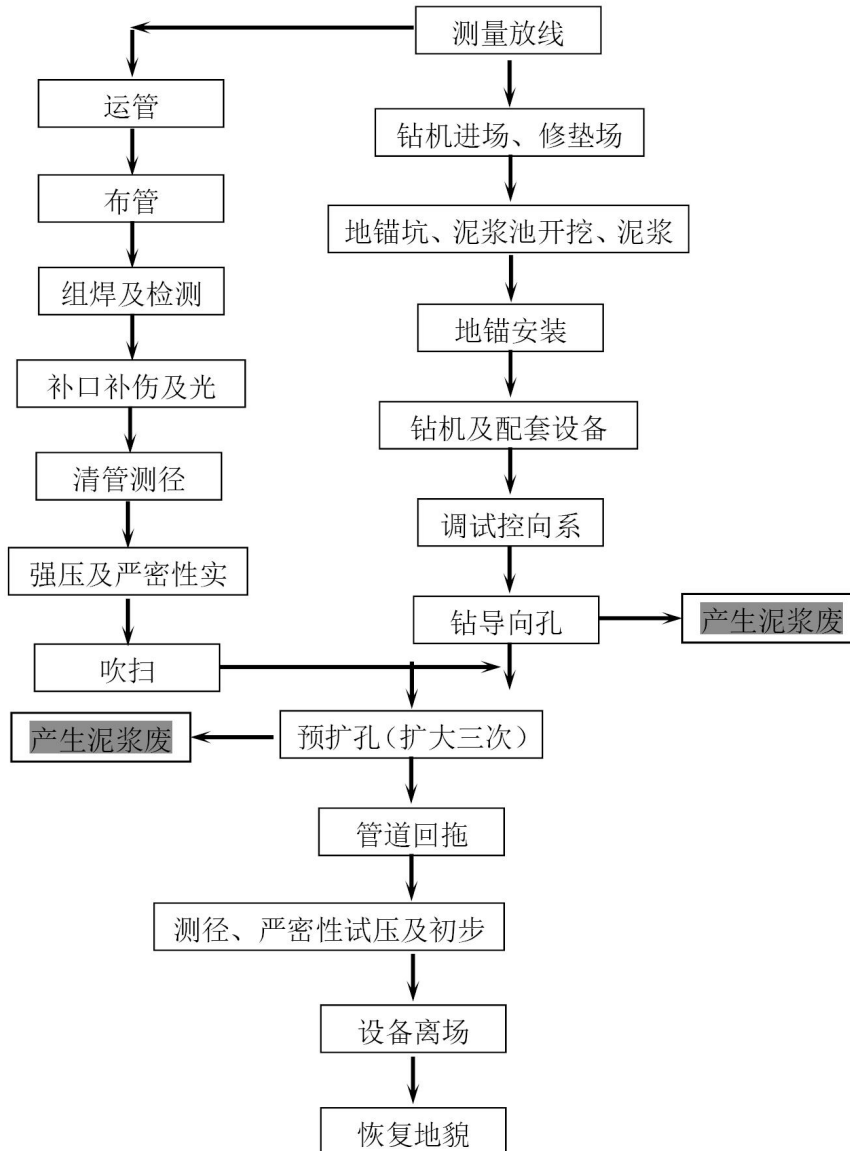 测量放线
运管
钻机进场、修垫场
布管
地锚坑、泥浆池开挖、泥浆
组焊及检测
地锚安装
补口补伤及光
钻机及配套设备
清管测径
调试控向系
强压及严密性实
钻导向孔
产生泥浆废
吹扫
产生泥浆废
预扩孔（扩大三次）
管道回拖
测径、严密性试压及初步
设备离场
恢复地貌